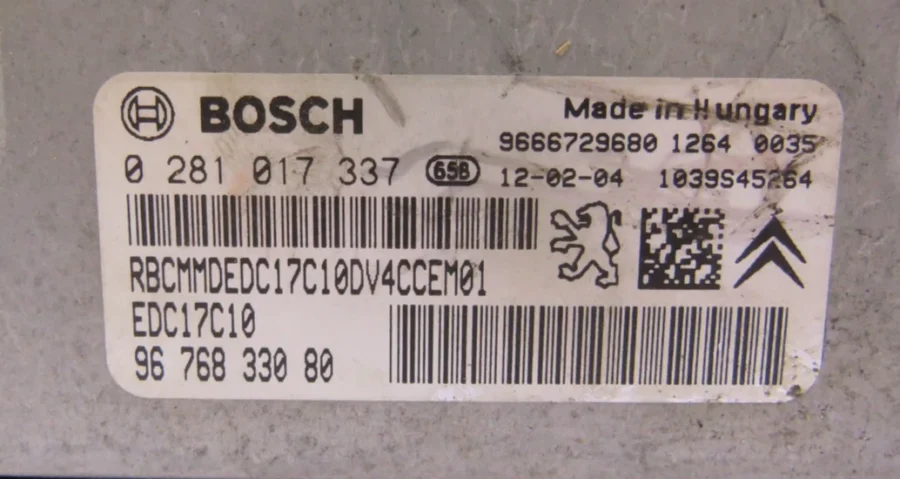 BOSCH
Made in Hungary
9666729680 1264 0035
0 281 017 337 65B 12-02-04 1039S45264
RBCMMDEDC17C10DV4CCEM01
EDC17C10
96 768 330 80